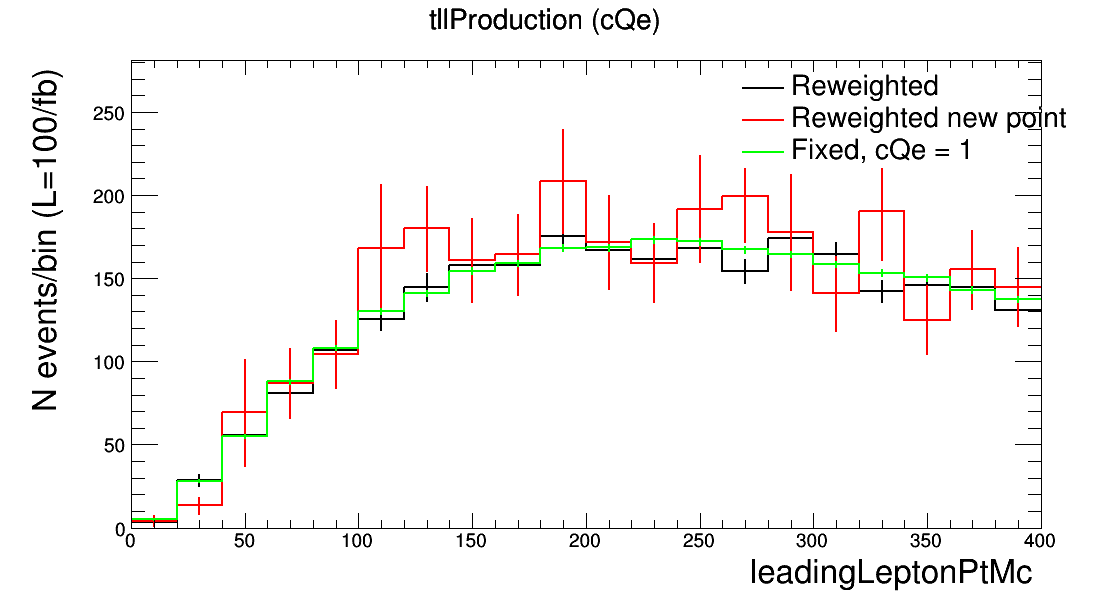 tllProduction (cQe)
N events/bin (L=100/fb)
Reweighted
Reweighted new point
Fixed, cQe = 1
250
200
150
100
50
0
0 50 100 150 200 250 300 350 400
leadingLeptonPtMc